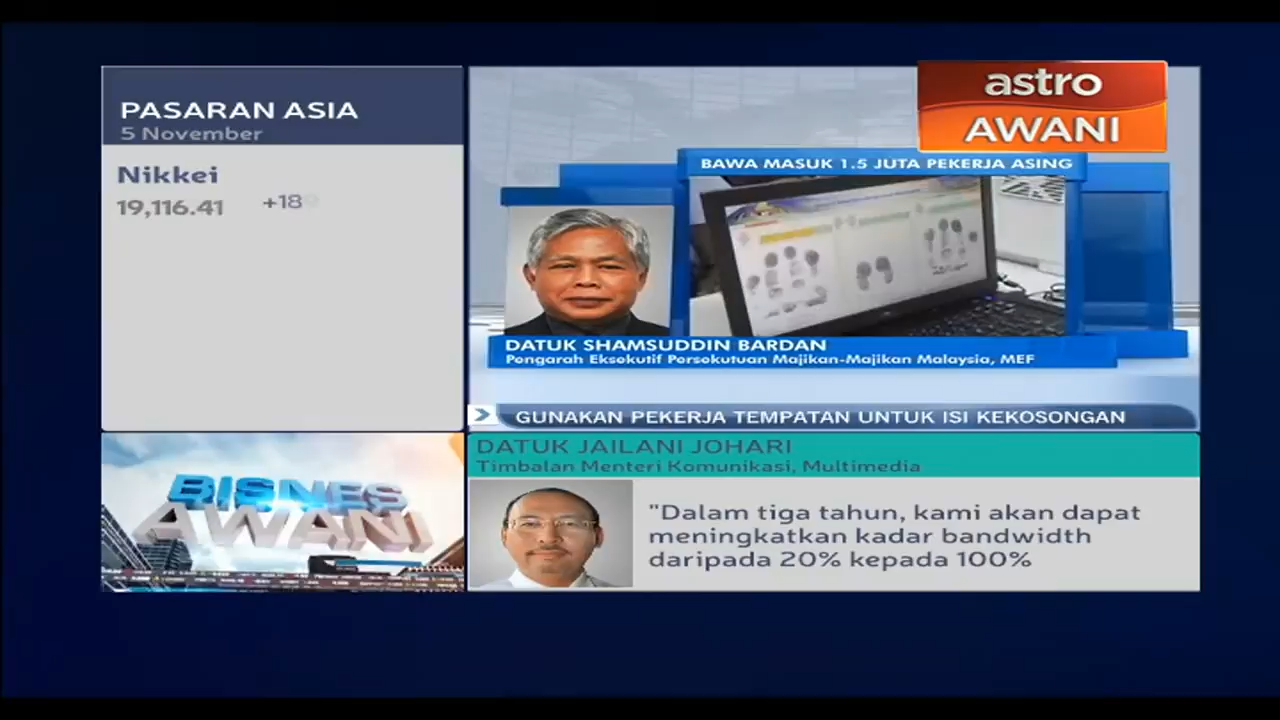 PASARAN ASIA
5 November
Nikkei
19,116.41
astro
AWANI
BAWA MASUK 1.5 JUTA PEKERJA ASING
DATUK SHAMSUDDIN BARDAN
Pengarah Eksekutif Persekutuan Majikan-Majikan Malaysia, MEF
GUNAKAN PEKERJA TEMPATAN UNTUK ISI KEKOSONGAN
BISNES
AWANI
DATUK JAILANI JOHARI
Timbalan Menteri Komunikasi, Multimedia
"Dalam tiga tahun, kami akan dapat
meningkatkan kadar bandwidth
daripada 20% kepada 100%